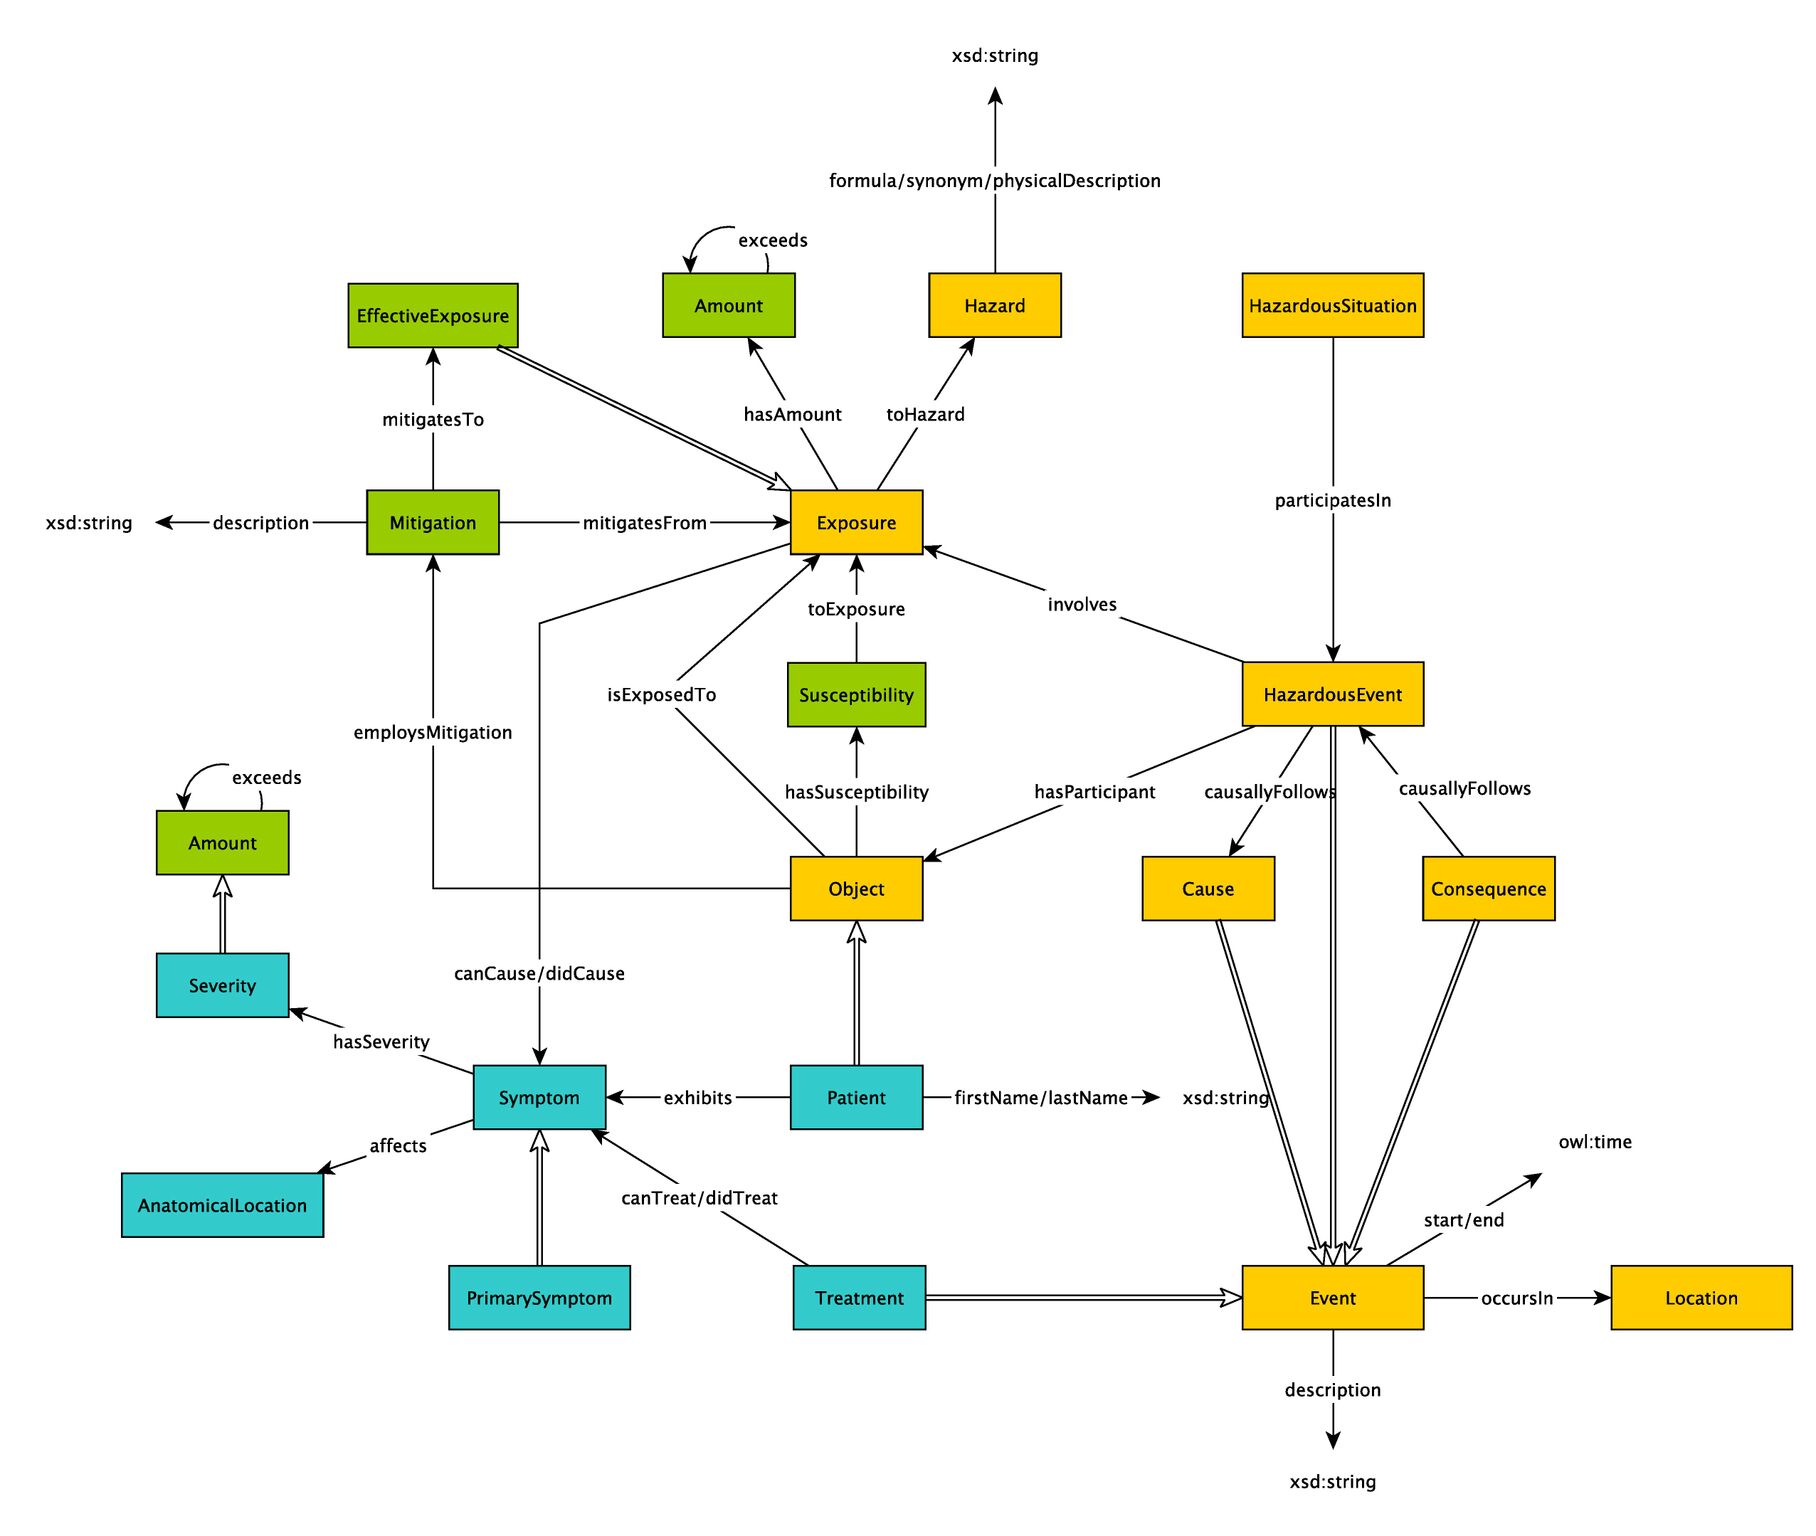 xsd:string
formula/synonym/physicalDescription
exceeds
EffectiveExposure
Amount
Hazard
HazardousSituation
mitigatesTo
hasAmount
toHazard
participatesIn
xsd:string
description
Mitigation
mitigatesFrom
Exposure
involves
toExposure
isExposedTo
Susceptibility
HazardousEvent
employsMitigation
exceeds
hasSusceptibility
hasParticipant
causallyFollows
causallyFollows
Amount
Object
Cause
Consequence
canCause/didCause
Severity
hasSeverity
Symptom
exhibits
Patient
firstName/lastName
xsd:string
affects
owl:time
AnatomicalLocation
canTreat/didTreat
start/end
PrimarySymptom
Treatment
Event
occursIn
Location
description
xsd:string